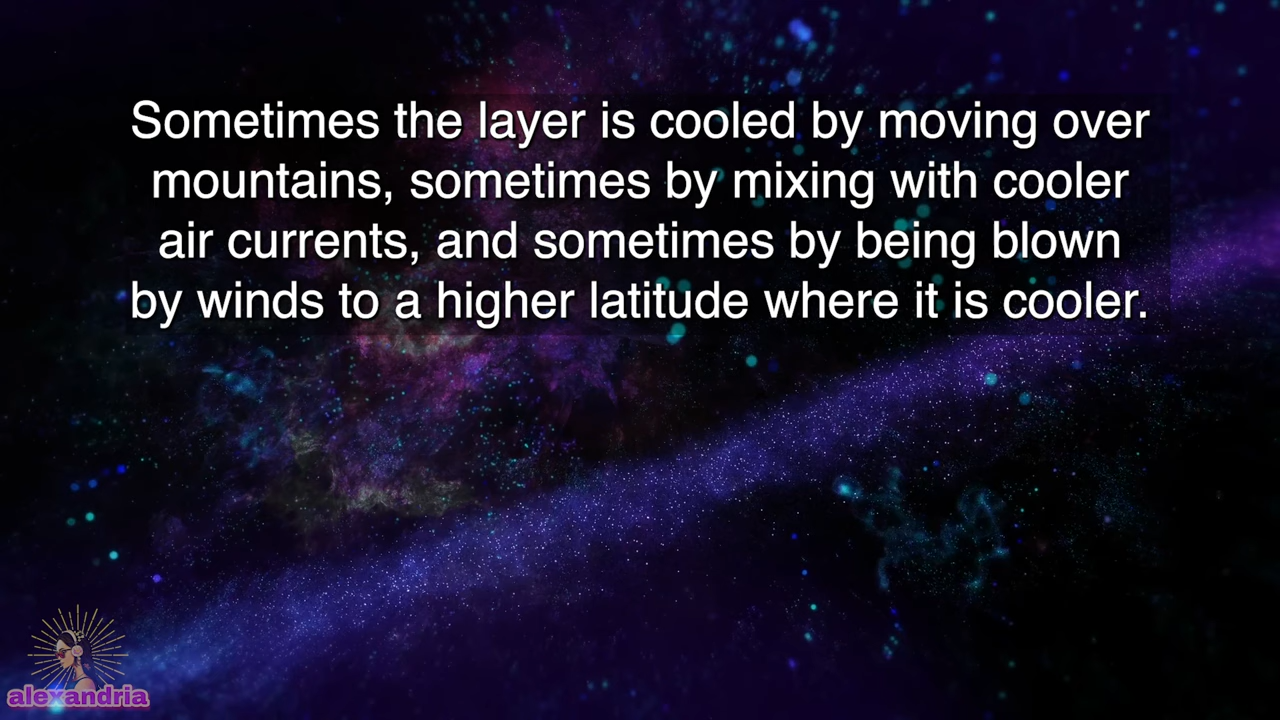 Sometimes the layer is cooled by moving over
mountains, sometimes by mixing with cooler
air currents, and sometimes by being blown
by winds to a higher latitude where it is cooler.
alexandria